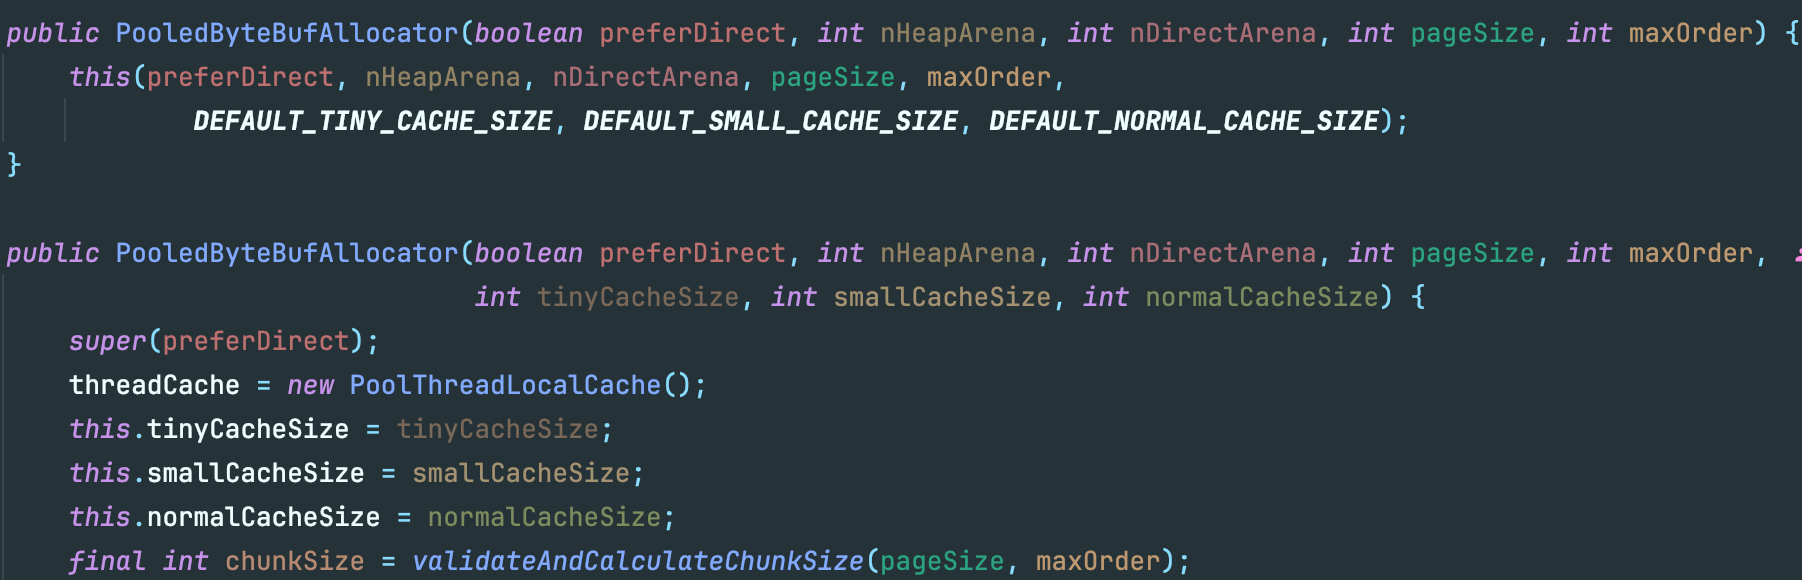 public PooledByteBufAllocator(boolean preferDirect, int nHeapArena, int nDirectArena, int pageSize, int maxOrder) {
this(preferDirect, nHeapArena, nDirectArena, pageSize, maxOrder,
DEFAULT_TINY_CACHE_SIZE, DEFAULT_SMALL_CACHE_SIZE, DEFAULT_NORMAL_CACHE_SIZE);
}
public PooledByteBufAllocator(boolean preferDirect, int nHeapArena, int nDirectArena, int pageSize, int maxOrder,
int tinyCacheSize, int smallCacheSize, int normalCacheSize) {
super(preferDirect);
threadCache = new PoolThreadLocalCache();
this.tinyCacheSize = tinyCacheSize;
this.smallCacheSize = smallCacheSize;
this.normalCacheSize = normalCacheSize;
final int chunkSize = validateAndCalculateChunkSize(pageSize, maxOrder);